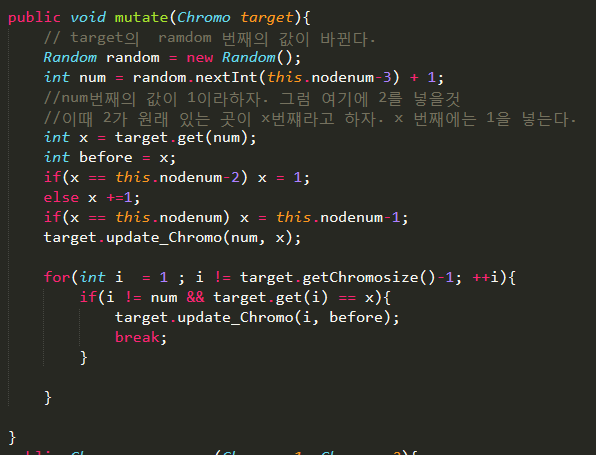 public void mutate(Chromo target){
// target의 ramdom 번째의 값이 바뀐다.
Random random = new Random();
int num = random.nextInt(this.nodenum-3) + 1;
//num번째의 값이 1이라하자. 그럼 여기에 2를 넣을것
//이때 2가 원래 있는 곳이 x번째라고 하자. x 번째에는 1을 넣는다.
int x = target.get(num);
int before = x;
if(x == this.nodenum-2) x = 1;
else x +=1;
if(x == this.nodenum) x = this.nodenum-1;
target.update_Chromo(num, x);
for(int i = 1 ; i != target.getChromosize()-1; ++i){
if(i != num && target.get(i) == x){
target.update_Chromo(i, before);
break;
}
}
}